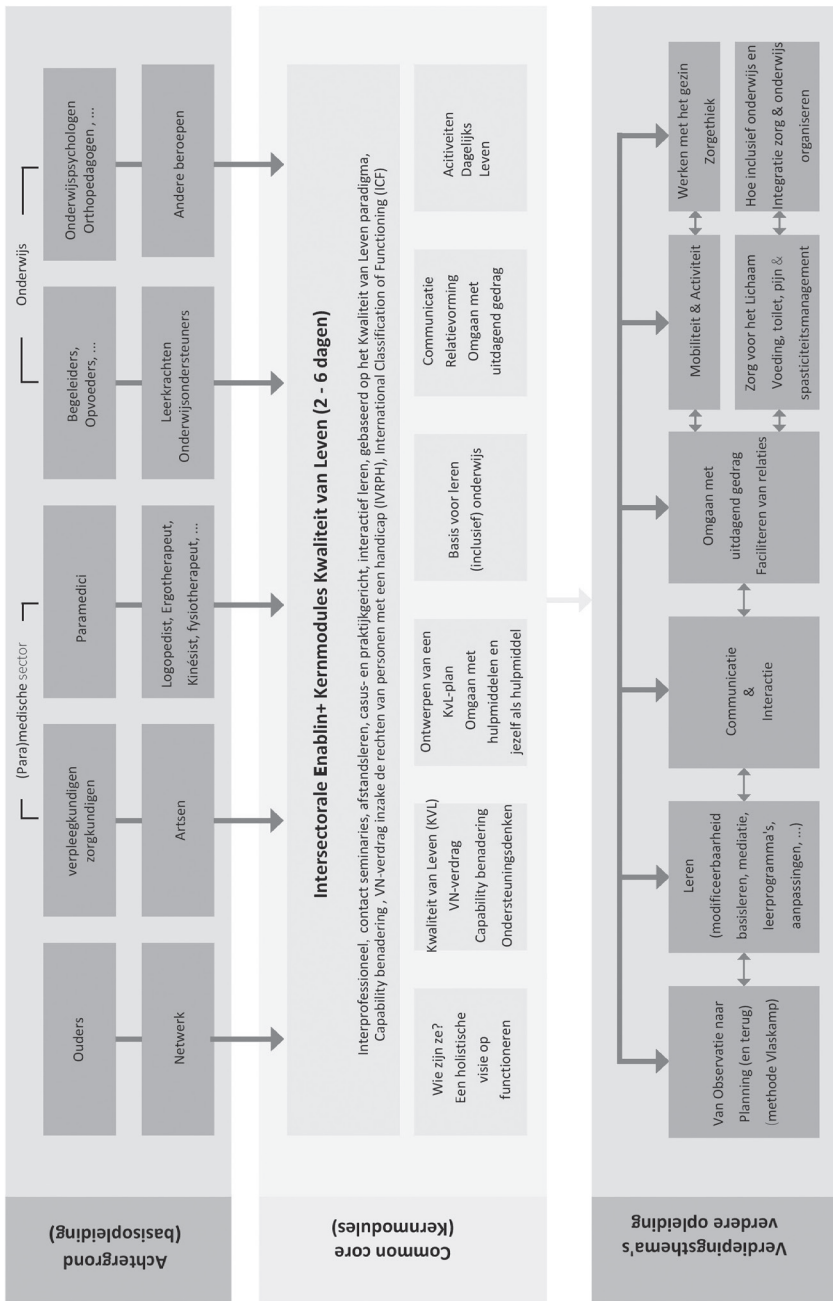 Achtergrond
(basisopleiding)
(Para)medische sector
Onderwijs
Ouders
verpleegkundigen
zorgkundigen
Paramedici
Begeleiders,
Opvoeders, ...
Onderwijspsychologen
Orthopedagogen , ...
Netwerk
Artsen
Logopedist, Ergotherapeut,
Kinésist, fysiotherapeut, ...
Leerkrachten
Onderwijsondersteuners
Andere beroepen
Common core
(Kernmodules)
Intersectorale Enablin+ Kernmodules Kwaliteit van Leven (2 - 6 dagen)
Interprofessioneel, contact seminaries, afstandsleren, casus- en praktijkgericht, interactief leren, gebaseerd op het Kwaliteit van Leven paradigma,
Capability benadering , VN-verdrag inzake de rechten van personen met een handicap (IVRPH), International Classification of Functioning (ICF)
Wie zijn ze?
Een holistische
visie op
functioneren
Kwaliteit van Leven (KVL)
VN-verdrag
Capability benadering
Ondersteuningsdenken
Ontwerpen van een
KvL-plan
Omgaan met
hulpmiddelen en
jezelf als hulpmiddel
Basis voor leren
(inclusief) onderwijs
Communicatie
Relatievorming
Omgaan met
uitdagend gedrag
Acitiveiten
Dagelijks
Leven
Verdiepingsthema's
verdere opleiding
Van Observatie naar
Planning (en terug)
(methode Vlaskamp)
Leren
(modificeerbaarheid
basisleren, mediatie,
leerprogramma's,
aanpassingen, ...)
Communicatie
&
Interactie
Omgaan met
uitdagend gedrag
Faciliteren van relaties
Mobiliteit & Activiteit
Zorg voor het Lichaam
Voeding, toilet, pijn &
spasticiteitsmanagement
Werken met het gezin
Zorgethiek
Hoe inclusief onderwijs en
Integratie zorg & onderwijs
organiseren